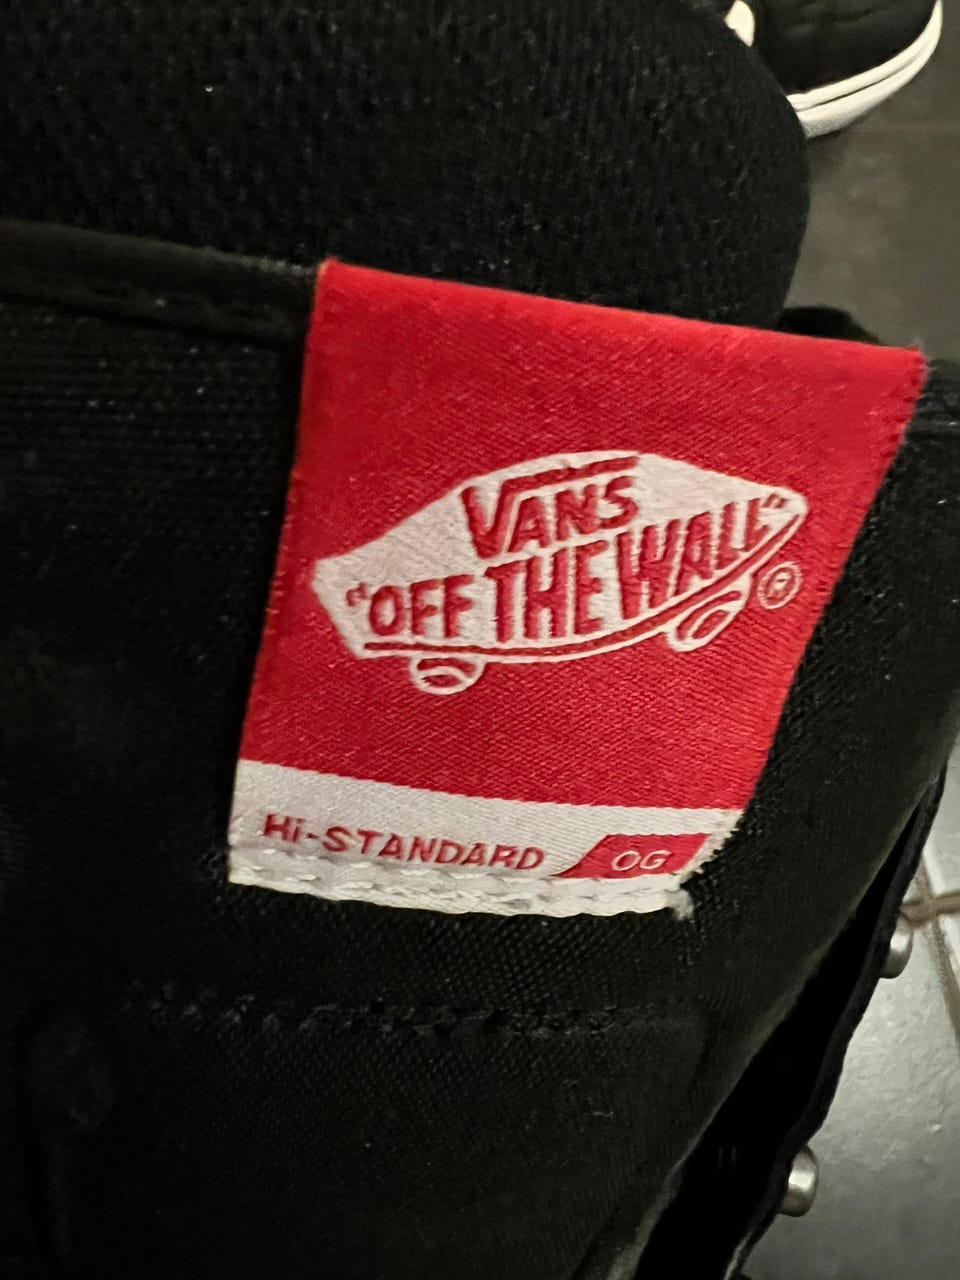 VANS
"OFF THE WALL"
®
Hi-STANDARD OG